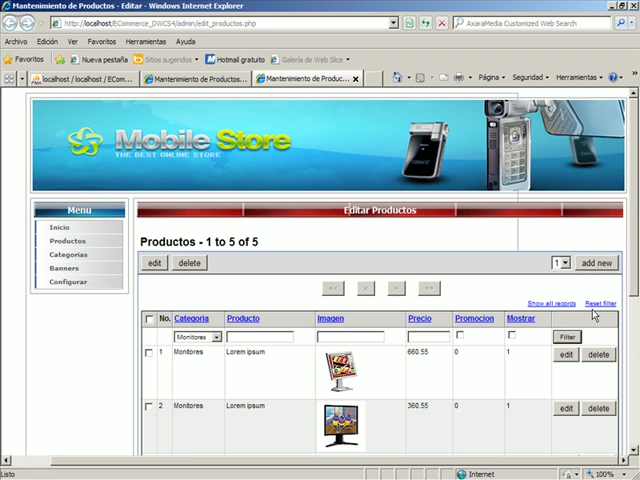 Mantenimiento de Productos - Editar - Windows Internet Explorer
http://localhost/ECommerce_DWCS4/admin/edit_productos.php
AxaraMedia Customized Web Search
Archivo Edición Ver Favoritos Herramientas Ayuda
Favoritos Nueva pestaña Sitios sugeridos Hotmail gratuito Galería de Web Slice
localhost / localhost / ECom... Mantenimiento de Productos... Mantenimiento de Produc... Página Seguridad Herramientas
Mobile Store
THE BEST ONLINE STORE
Menu
Editar Productos
Inicio
Productos
Categorias
Banners
Configurar
Productos - 1 to 5 of 5
edit delete 1 add new
<< < > >>
Show all records Reset filter
No. Categoria Producto Imagen Precio Promocion Mostrar
Monitores Filter
1 Monitores Lorem ipsum 660.55 0 1 edit delete
2 Monitores Lorem ipsum 360.55 0 1 edit delete
Listo Internet 100%